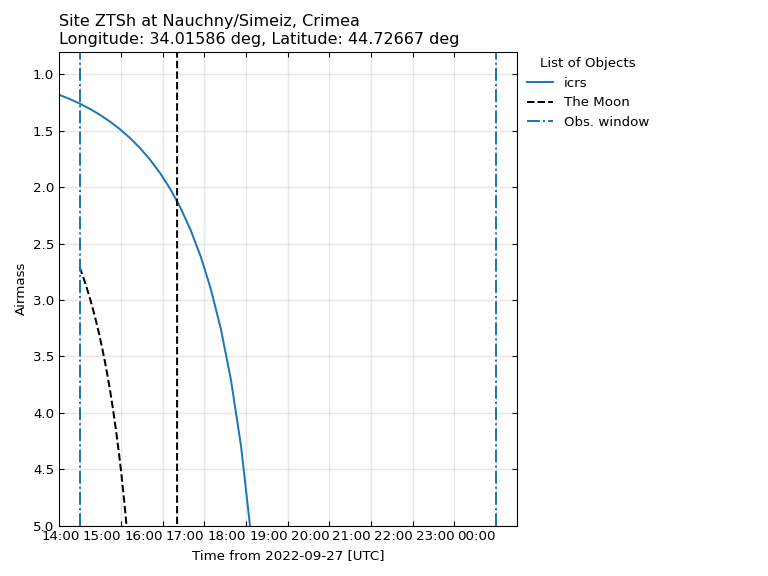 Site ZTSh at Nauchny/Simeiz, Crimea
Longitude: 34.01586 deg, Latitude: 44.72667 deg
List of Objects
icrs
The Moon
Obs. window
Airmass
1.0
1.5
2.0
2.5
3.0
3.5
4.0
4.5
5.0
14:00 15:00 16:00 17:00 18:00 19:00 20:00 21:00 22:00 23:00 00:00
Time from 2022-09-27 [UTC]